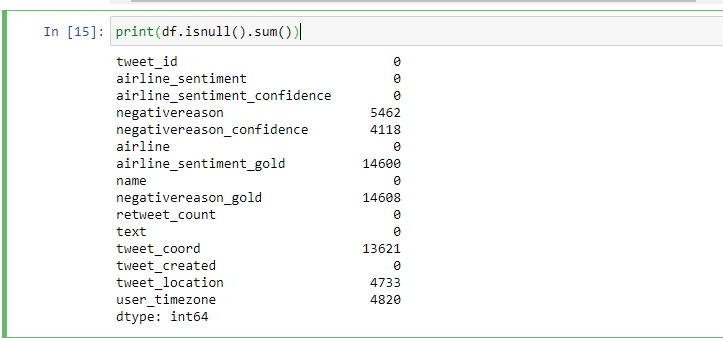 In [15]: print(df.isnull().sum())
tweet_id 0
airline_sentiment 0
airline_sentiment_confidence 0
negativereason 5462
negativereason_confidence 4118
airline 0
airline_sentiment_gold 14600
name 0
negativereason_gold 14608
retweet_count 0
text 0
tweet_coord 13621
tweet_created 0
tweet_location 4733
user_timezone 4820
dtype: int64